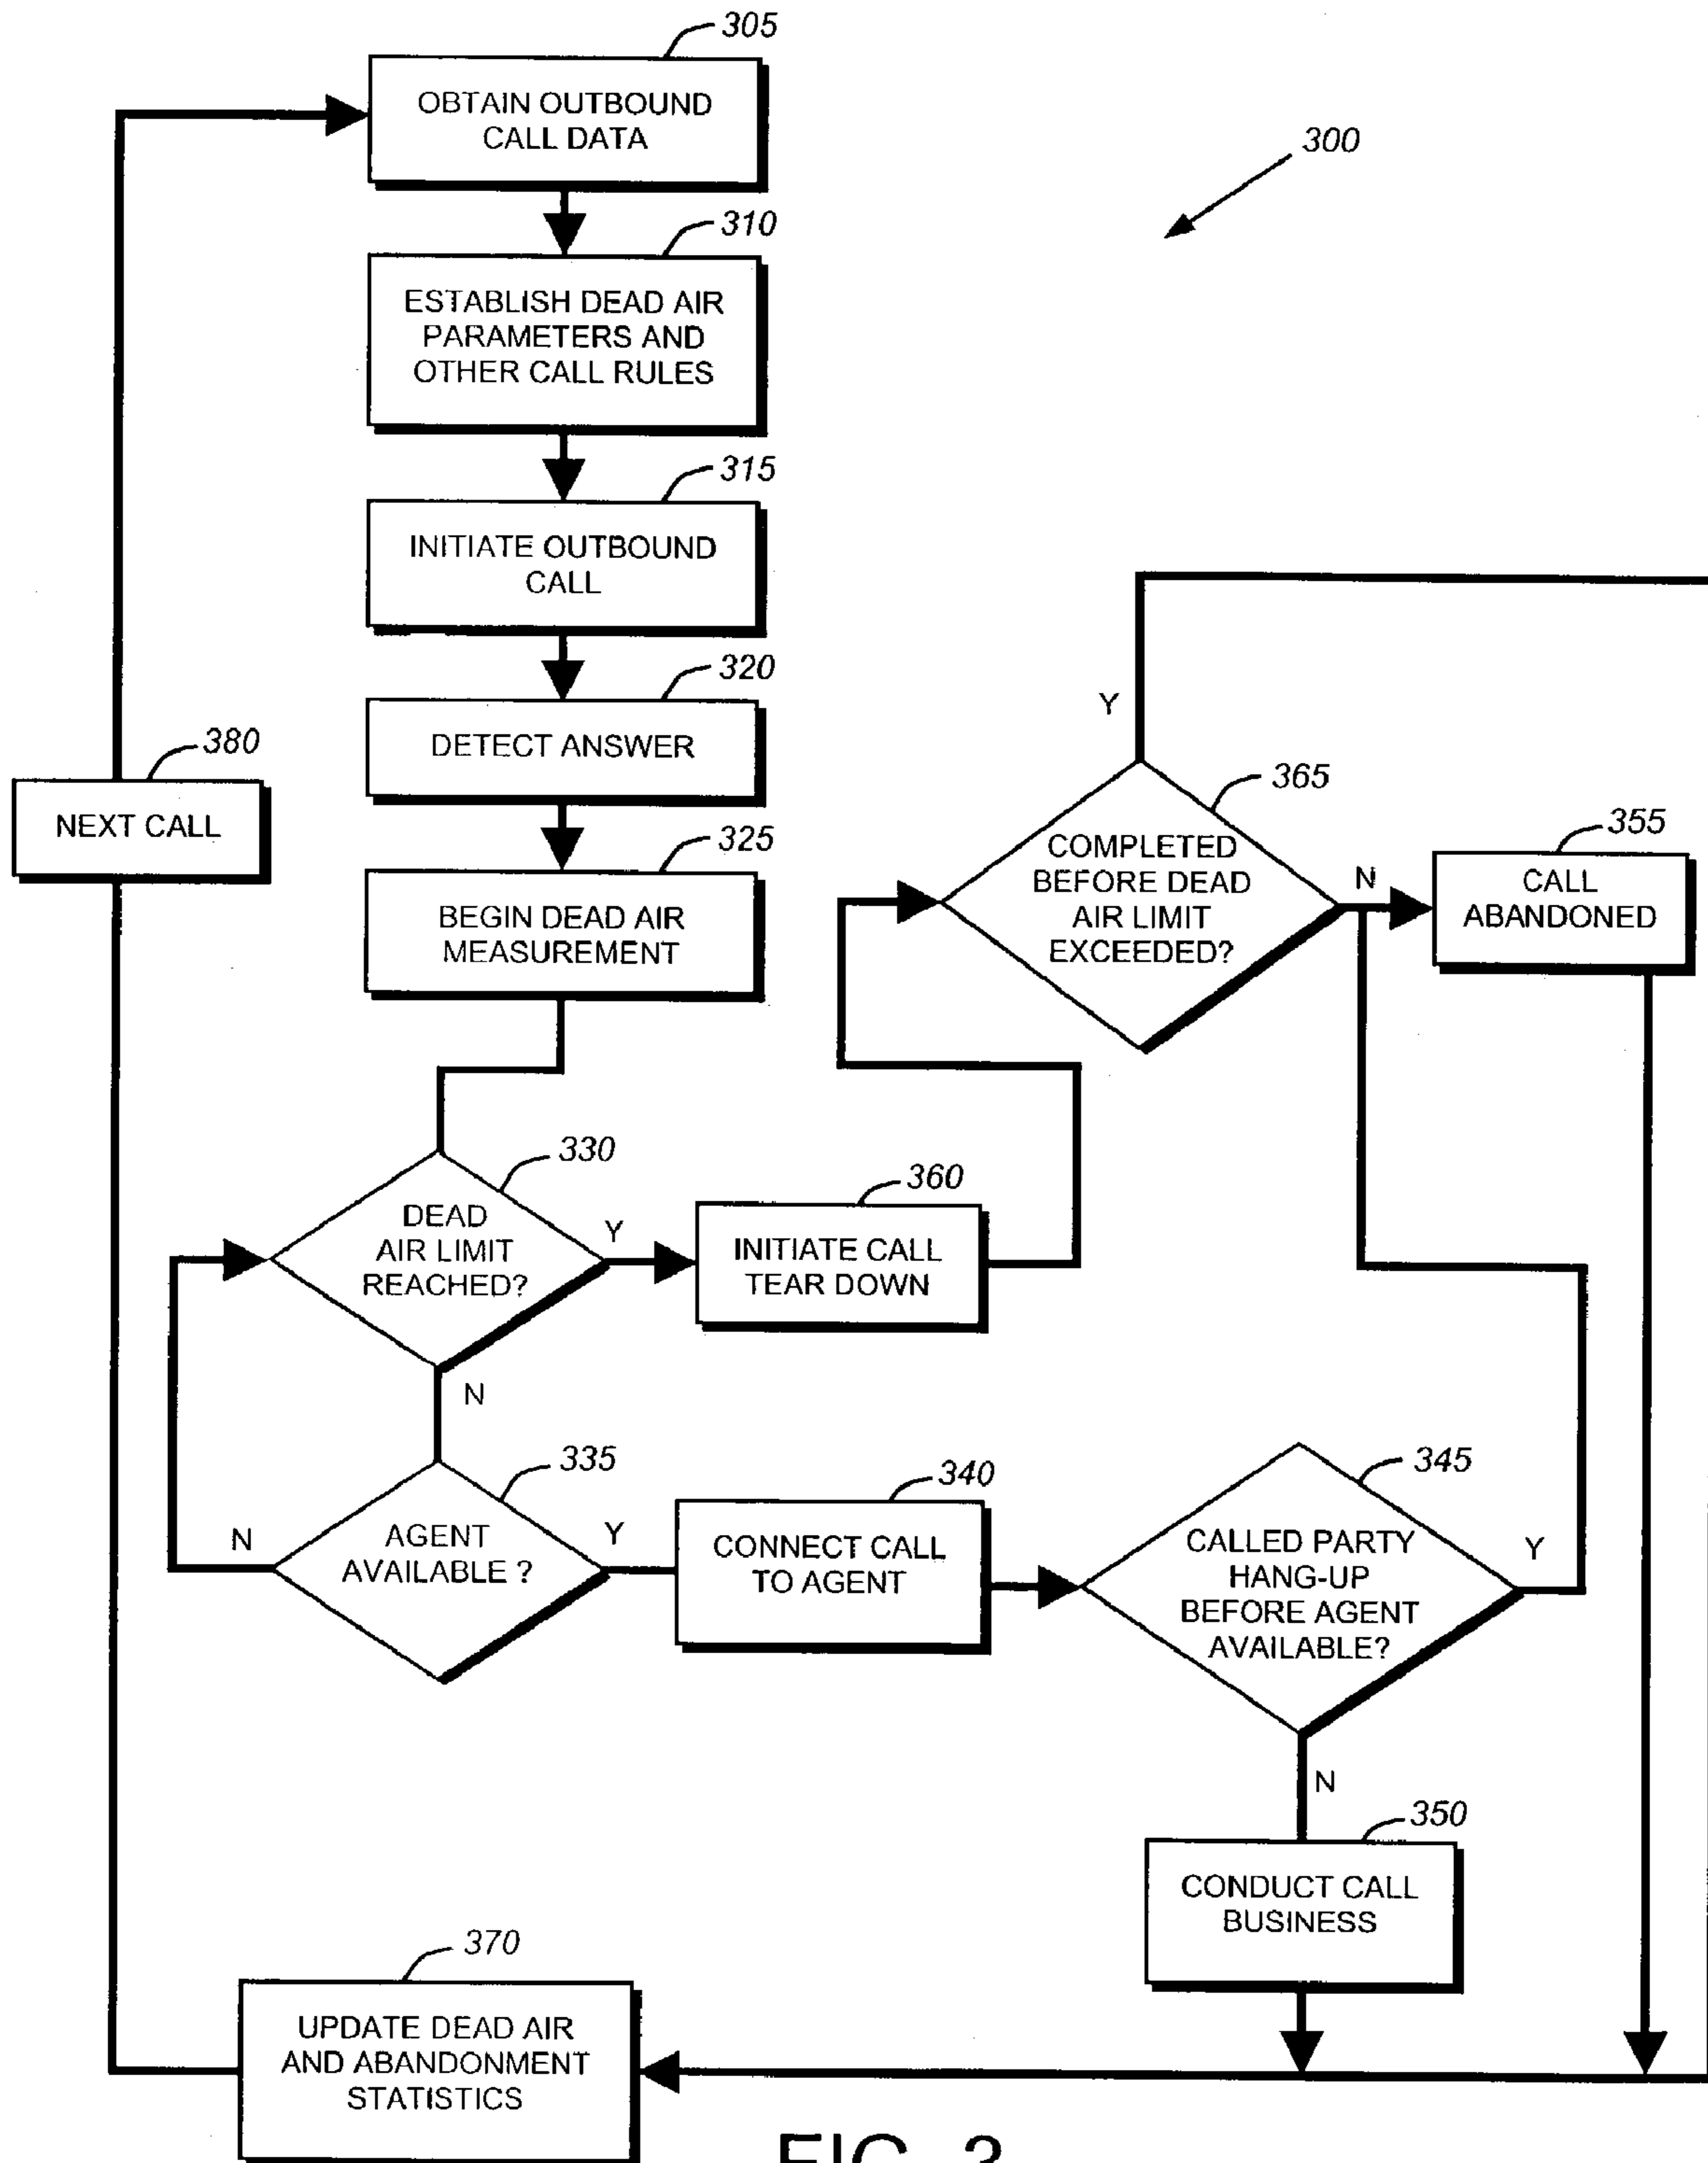 305
OBTAIN OUTBOUND
CALL DATA
300
310
ESTABLISH DEAD AIR
PARAMETERS AND
OTHER CALL RULES
315
INITIATE OUTBOUND
CALL
320
DETECT ANSWER
Y
380
NEXT CALL
365
COMPLETED
BEFORE DEAD
AIR LIMIT
EXCEEDED?
N
355
CALL
ABANDONED
325
BEGIN DEAD AIR
MEASUREMENT
330
DEAD
AIR LIMIT
REACHED?
Y
360
INITIATE CALL
TEAR DOWN
N
335
AGENT
AVAILABLE ?
N
Y
340
CONNECT CALL
TO AGENT
345
CALLED PARTY
HANG-UP
BEFORE AGENT
AVAILABLE?
Y
N
350
CONDUCT CALL
BUSINESS
370
UPDATE DEAD AIR
AND ABANDONMENT
STATISTICS
FIG. 3